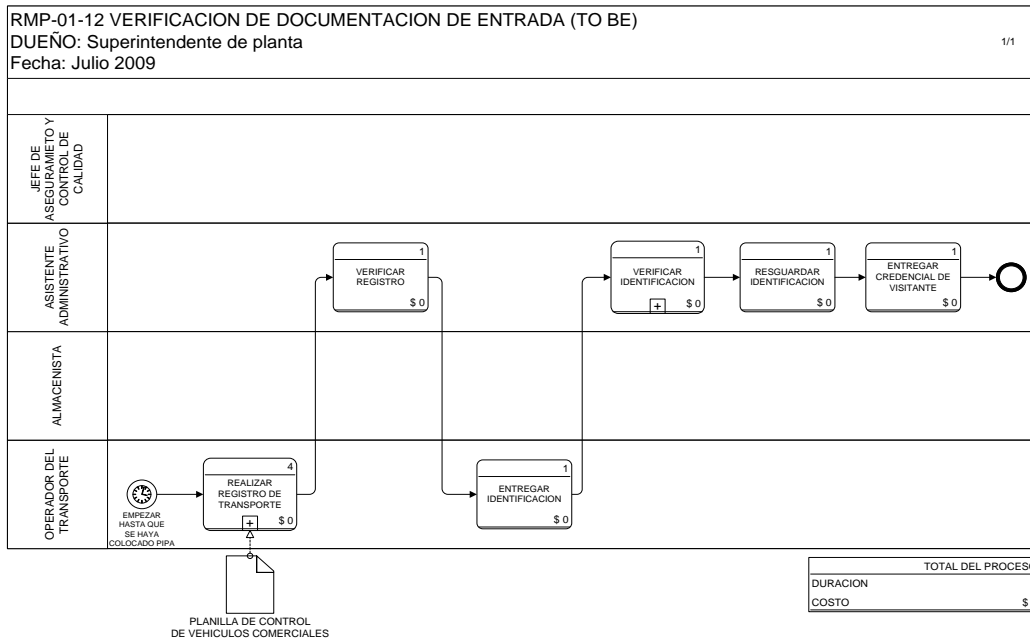 RMP-01-12 VERIFICACION DE DOCUMENTACION DE ENTRADA (TO BE)
DUEÑO: Superintendente de planta
1/1
Fecha: Julio 2009
JEFE DE
ASEGURAMIETO Y
CONTROL DE
CALIDAD
ASISTENTE
ADMINISTRATIVO
1
VERIFICAR
REGISTRO
$ 0
1
VERIFICAR
IDENTIFICACION
+
$ 0
1
RESGUARDAR
IDENTIFICACION
$ 0
1
ENTREGAR
CREDENCIAL DE
VISITANTE
$ 0
ALMACENISTA
OPERADOR DEL
TRANSPORTE
EMPEZAR
HASTA QUE
SE HAYA
COLOCADO PIPA
4
REALIZAR
REGISTRO DE
TRANSPORTE
+
$ 0
1
ENTREGAR
IDENTIFICACION
$ 0
PLANILLA DE CONTROL
DE VEHICULOS COMERCIALES
TOTAL DEL PROCESO
DURACION
COSTO $